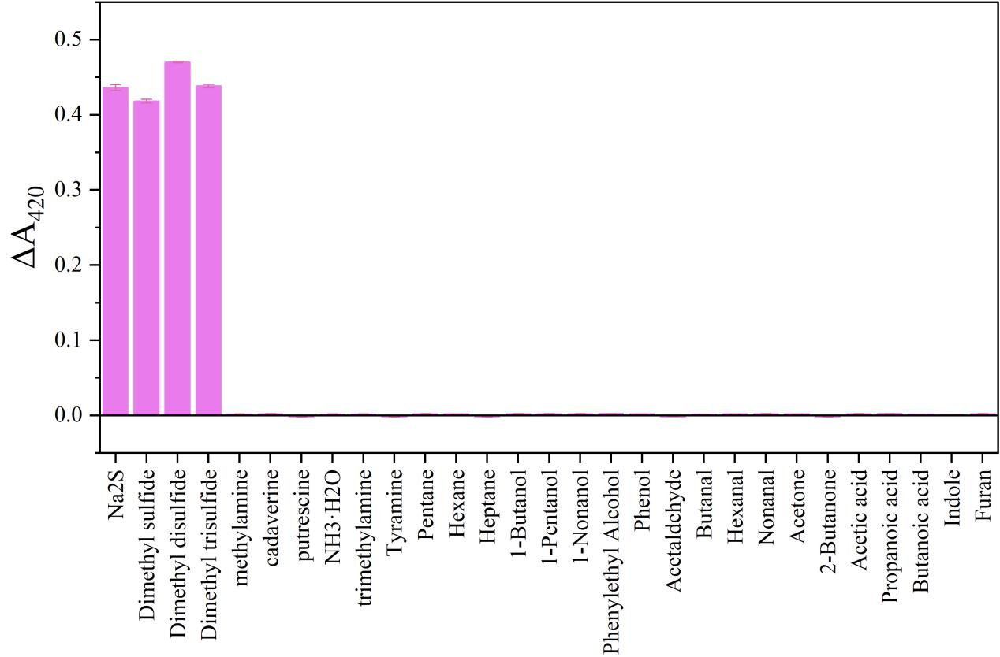 0.5
0.4
0.3
0.2
0.1
0.0
ΔA420
Na2S
Dimethyl sulfide
Dimethyl disulfide
Dimethyl trisulfide
methylamine
cadaverine
putrescine
NH3·H2O
trimethylamine
Tyramine
Pentane
Hexane
Heptane
1-Butanol
1-Pentanol
1-Nonanol
Phenylethyl Alcohol
Phenol
Acetaldehyde
Butanal
Hexanal
Nonanal
Acetone
2-Butanone
Acetic acid
Propanoic acid
Butanoic acid
Indole
Furan